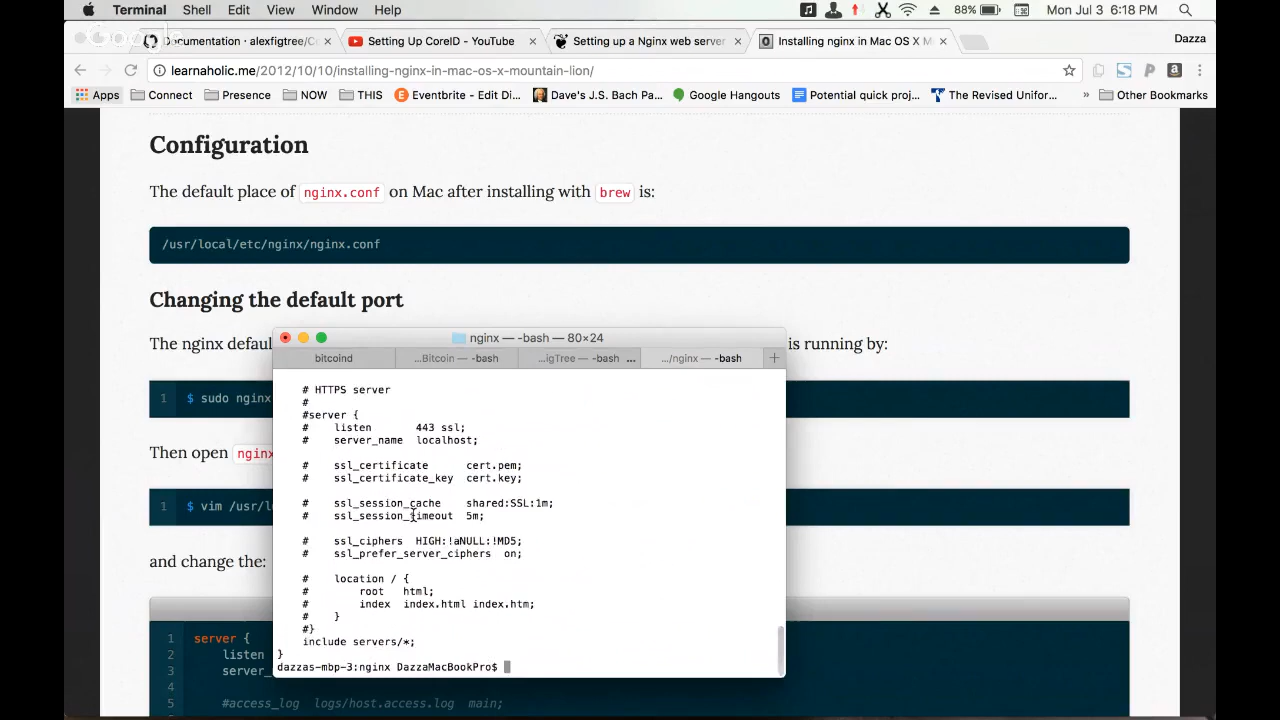 Terminal Shell Edit View Window Help 88% Mon Jul 3 6:18 PM
Documentation · alexfigtree/C Setting Up CoreID - YouTube Setting up a Nginx web server Installing nginx in Mac OS X M Dazza
learnaholic.me/2012/10/10/installing-nginx-in-mac-os-x-mountain-lion/
Apps Connect Presence NOW THIS Eventbrite - Edit Di... Dave's J.S. Bach Pa... Google Hangouts Potential quick proj... The Revised Unifor... » Other Bookmarks
Configuration
The default place of nginx.conf on Mac after installing with brew is:
/usr/local/etc/nginx/nginx.conf
Changing the default port
The nginx defau is running by:
1 $ sudo nginx
Then open nginx
1 $ vim /usr/l
and change the:
1 server {
2 listen
3 server_
4
5 #access_log logs/host.access.log main;
nginx — -bash — 80×24
bitcoind ...Bitcoin — -bash ...igTree — -bash ... .../nginx — -bash +
# HTTPS server
#
#server {
# listen 443 ssl;
# server_name localhost;
# ssl_certificate cert.pem;
# ssl_certificate_key cert.key;
# ssl_session_cache shared:SSL:1m;
# ssl_session_timeout 5m;
# ssl_ciphers HIGH:!aNULL:!MD5;
# ssl_prefer_server_ciphers on;
# location / {
# root html;
# index index.html index.htm;
# }
#}
include servers/*;
}
dazzas-mbp-3:nginx DazzaMacBookPro$